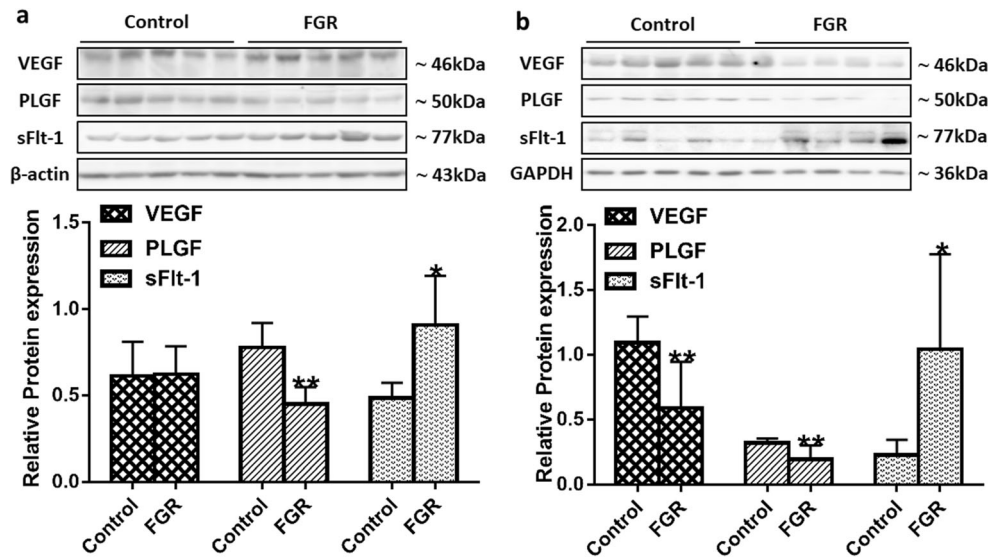 a
Control FGR
VEGF ~ 46kDa
PLGF ~ 50kDa
sFlt-1 ~ 77kDa
β-actin ~ 43kDa
Relative Protein expression
1.5
1.0
0.5
0.0
VEGF
PLGF
sFlt-1
**
*
Control FGR Control FGR Control FGR
b
Control FGR
VEGF ~ 46kDa
PLGF ~ 50kDa
sFlt-1 ~ 77kDa
GAPDH ~ 36kDa
Relative Protein expression
2.0
1.5
1.0
0.5
0.0
VEGF
PLGF
sFlt-1
**
**
*
Control FGR Control FGR Control FGR